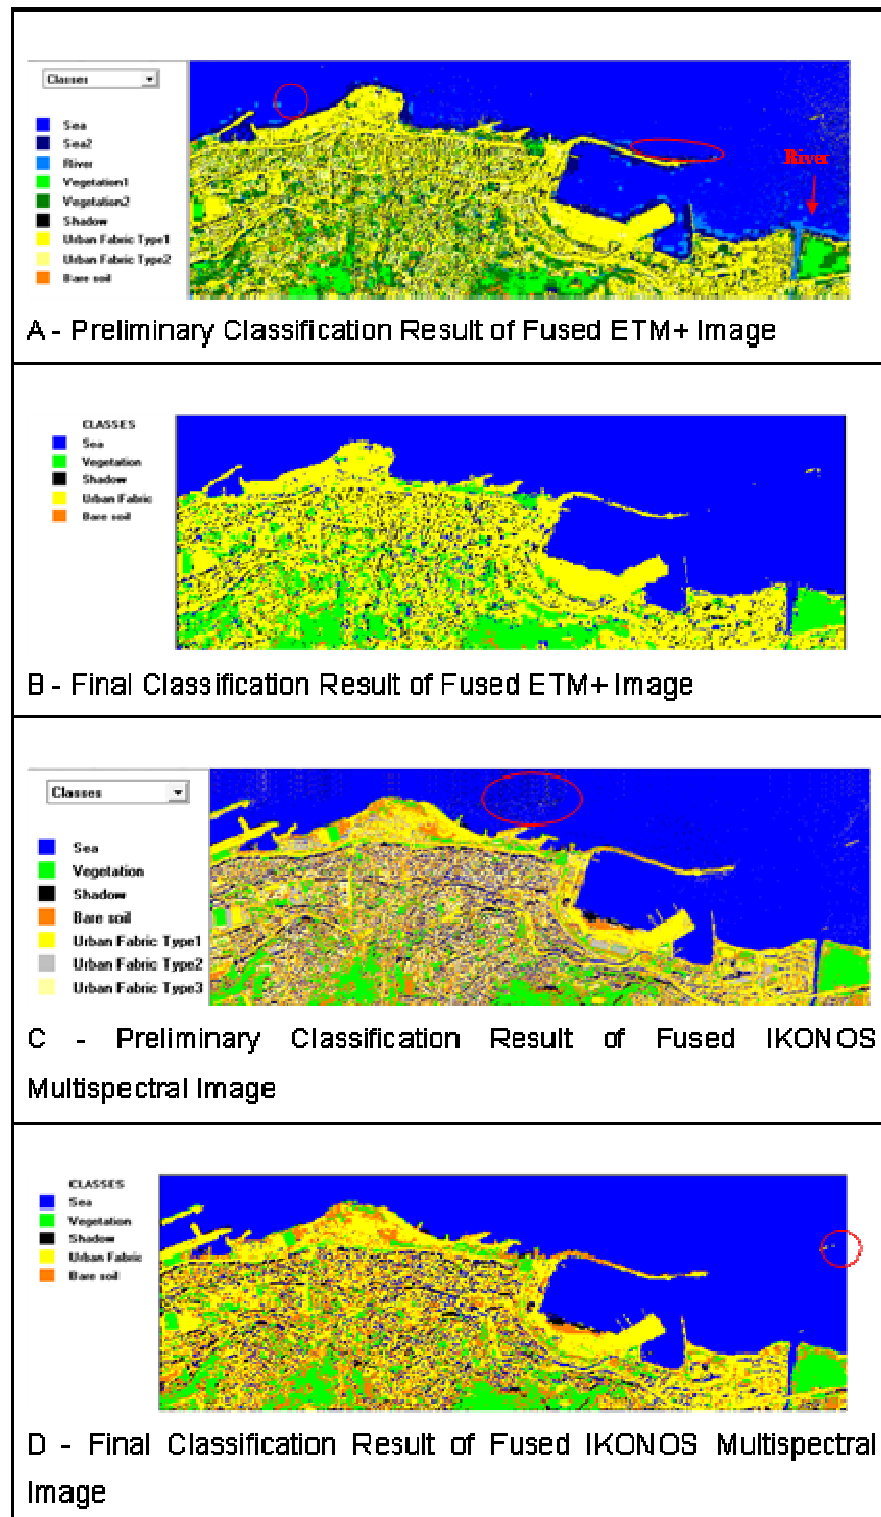 Classes
Sea
Sea2
River
Vegetation1
Vegetation2
Shadow
Urban Fabric Type1
Urban Fabric Type2
Bare soil
River
A - Preliminary Classification Result of Fused ETM+ Image
CLASSES
Sea
Vegetation
Shadow
Urban Fabric
Bare soil
B - Final Classification Result of Fused ETM+ Image
Classes
Sea
Vegetation
Shadow
Bare soil
Urban Fabric Type1
Urban Fabric Type2
Urban Fabric Type3
C - Preliminary Classification Result of Fused IKONOS
Multispectral Image
CLASSES
Sea
Vegetation
Shadow
Urban Fabric
Bare soil
D - Final Classification Result of Fused IKONOS Multispectral
Image